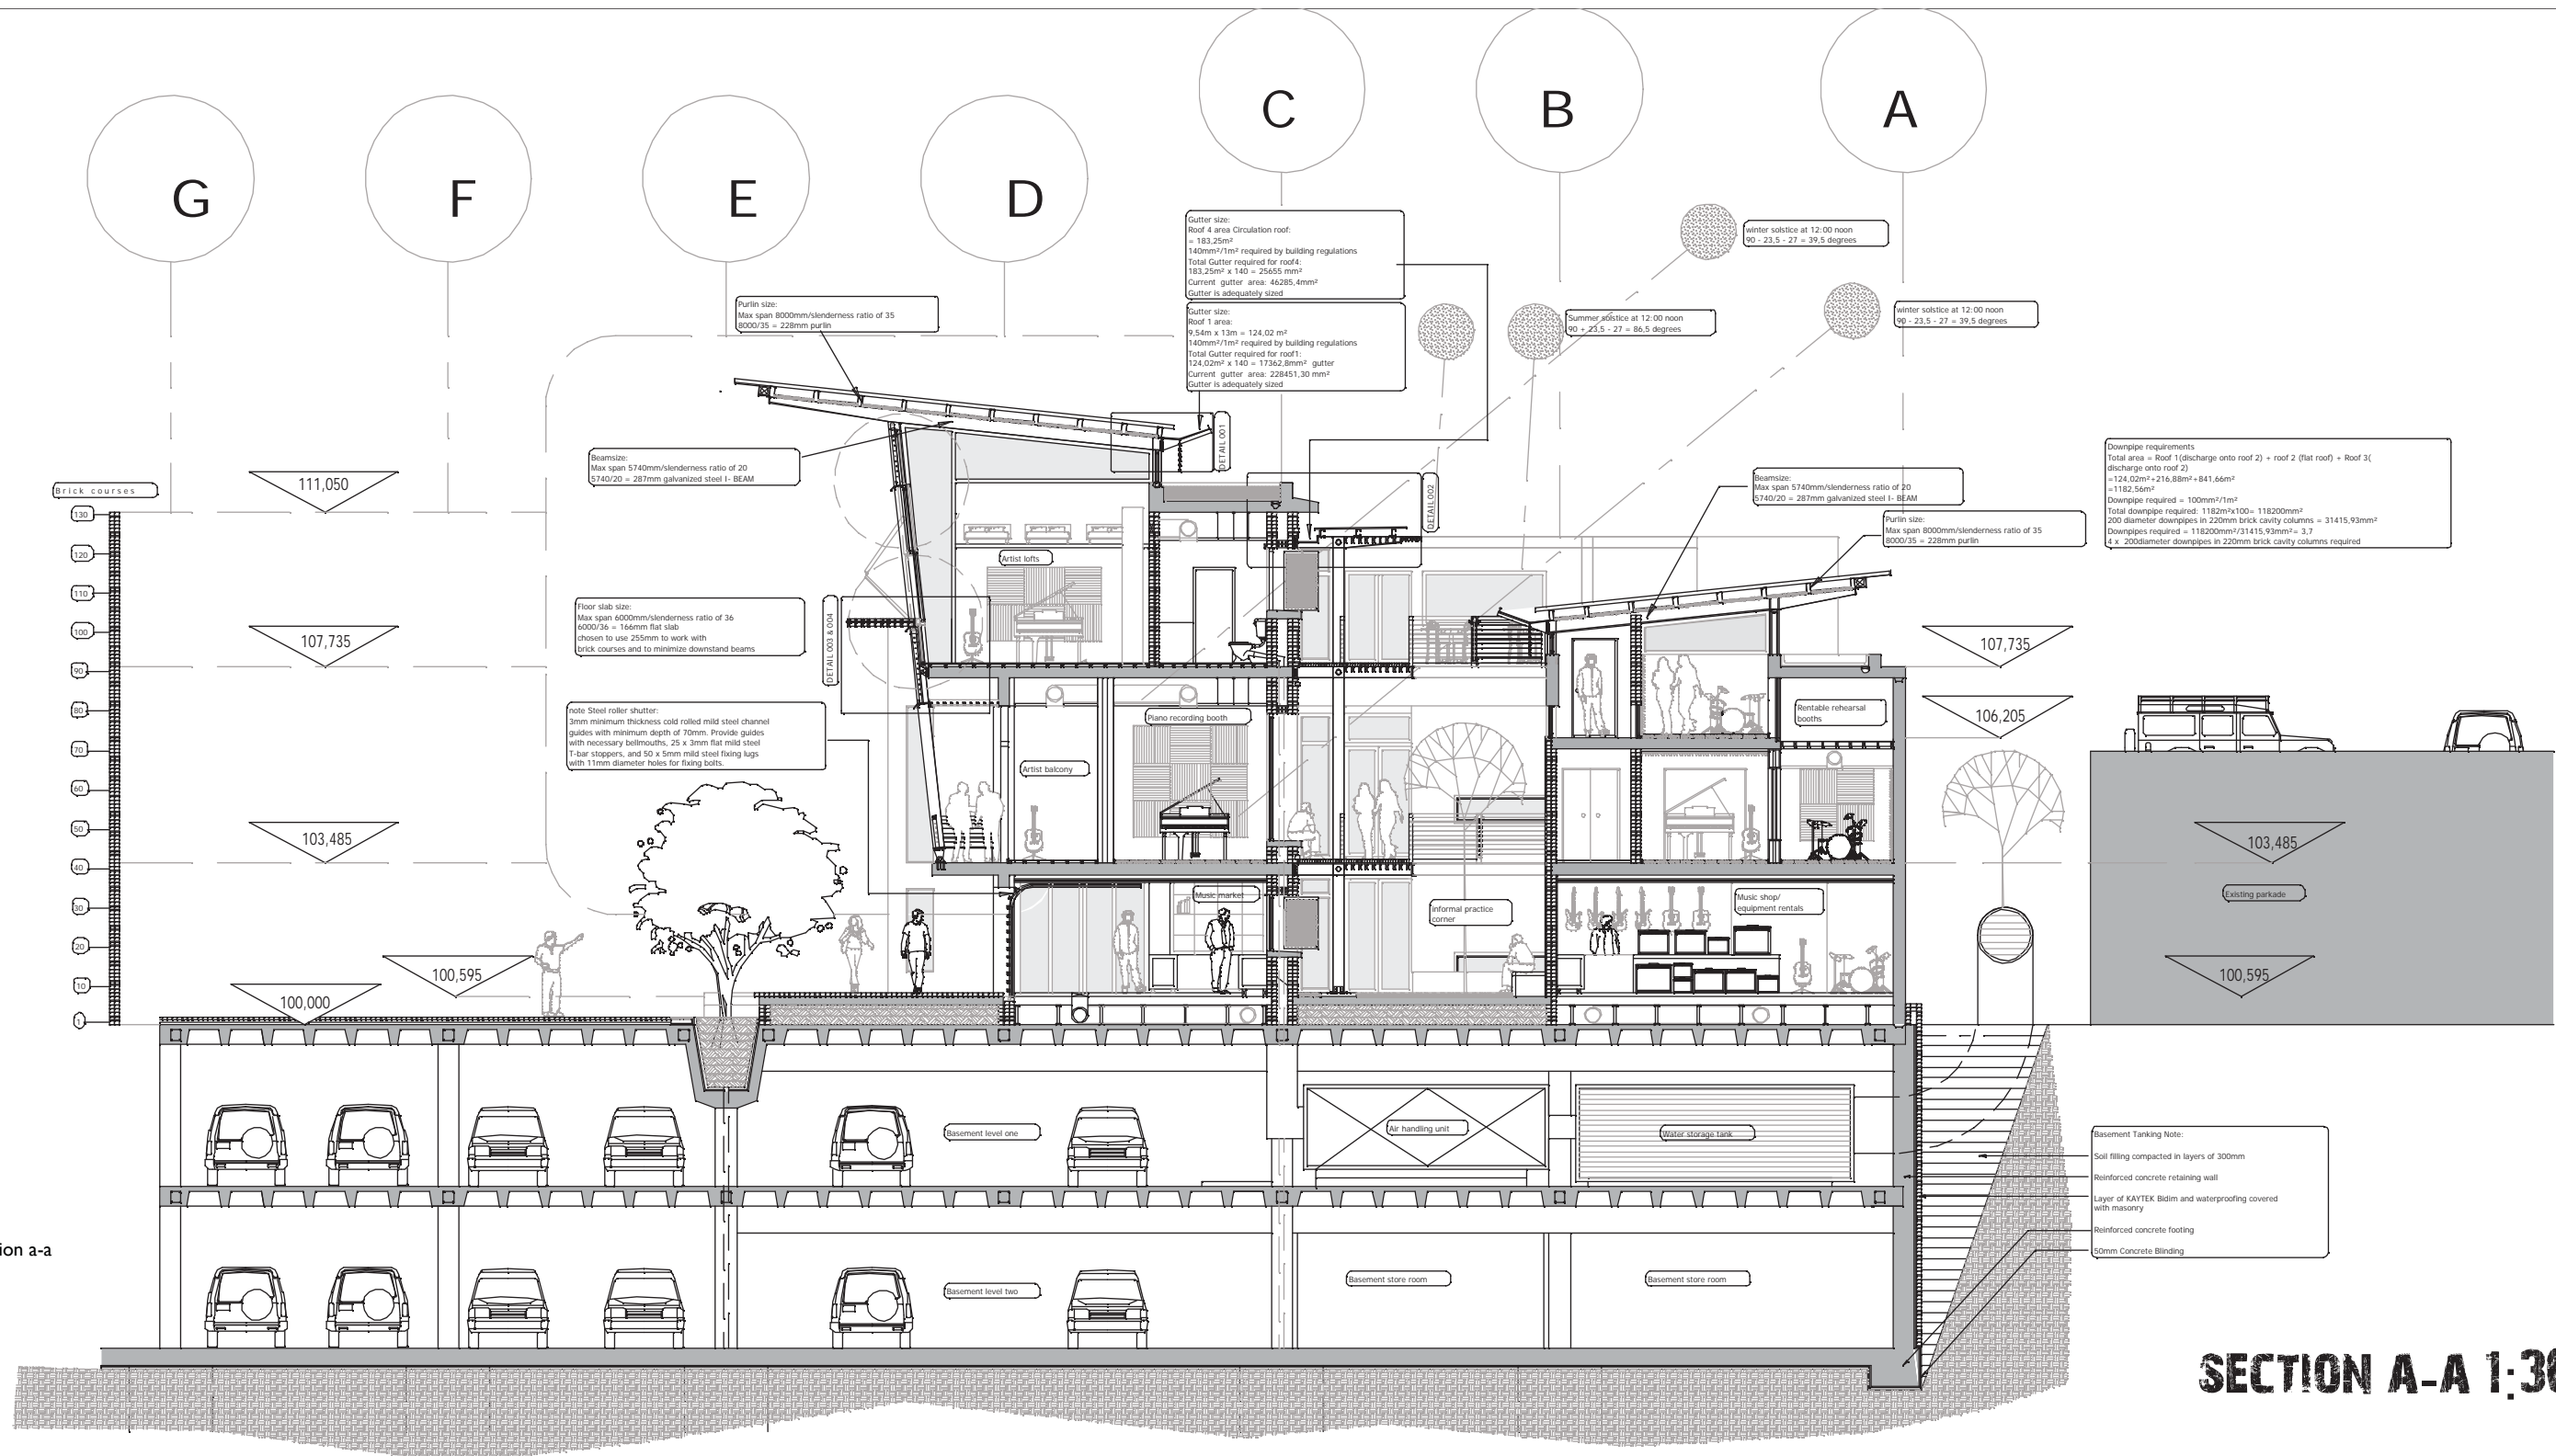 C
B
A
G
F
E
D
Gutter size:
Roof 4 area Circulation roof:
= 183,25m²
140mm²/1m² required by building regulations
Total Gutter required for roof4:
183,25m² x 140 = 25655 mm²
Current gutter area: 46285,4mm²
Gutter is adequately sized
winter solstice at 12:00 noon
90 - 23,5 - 27 = 39,5 degrees
Purlin size:
Max span 8000mm/slenderness ratio of 35
8000/35 = 228mm purlin
Gutter size:
Roof 1 area:
9,54m x 13m = 124,02 m²
140mm²/1m² required by building regulations
Total Gutter required for roof1:
124,02m² x 140 = 17362,8mm² gutter
Current gutter area: 228451,30 mm²
Gutter is adequately sized
Summer solstice at 12:00 noon
90 + 23,5 - 27 = 86,5 degrees
winter solstice at 12:00 noon
90 - 23,5 - 27 = 39,5 degrees
Beamsize:
Max span 5740mm/slenderness ratio of 20
5740/20 = 287mm galvanized steel I- BEAM
DETAIL 001
DETAIL 002
Beamsize:
Max span 5740mm/slenderness ratio of 20
5740/20 = 287mm galvanized steel I- BEAM
Purlin size:
Max span 8000mm/slenderness ratio of 35
8000/35 = 228mm purlin
Downpipe requirements
Total area = Roof 1(discharge onto roof 2) + roof 2 (flat roof) + Roof 3(
discharge onto roof 2)
=124,02m²+216,88m²+841,66m²
=1182,56m²
Downpipe required = 100mm²/1m²
Total downpipe required: 1182m²x100= 118200mm²
200 diameter downpipes in 220mm brick cavity columns = 31415,93mm²
Downpipes required = 118200mm²/31415,93mm²= 3,7
4 x 200diameter downpipes in 220mm brick cavity columns required
Brick courses
130
120
110
100
90
80
70
60
50
40
30
20
10
1
111,050
107,735
103,485
100,595
100,000
Floor slab size:
Max span 6000mm/slenderness ratio of 36
6000/36 = 166mm flat slab
chosen to use 255mm to work with
brick courses and to minimize downstand beams
DETAIL 003 & 004
note Steel roller shutter:
3mm minimum thickness cold rolled mild steel channel
guides with minimum depth of 70mm. Provide guides
with necessary bellmouths, 25 x 3mm flat mild steel
T-bar stoppers, and 50 x 5mm mild steel fixing lugs
with 11mm diameter holes for fixing bolts.
Artist lofts
Piano recording booth
Artist balcony
Rentable rehearsal
booths
Music market
informal practice
corner
Music shop/
equipment rentals
107,735
106,205
103,485
Existing parkade
100,595
Basement level one
Air handling unit
Water storage tank
Basement level two
Basement store room
Basement store room
Basement Tanking Note:
Soil filling compacted in layers of 300mm
Reinforced concrete retaining wall
Layer of KAYTEK Bidim and waterproofing covered
with masonry
Reinforced concrete footing
50mm Concrete Blinding
ion a-a
SECTION A-A 1:30